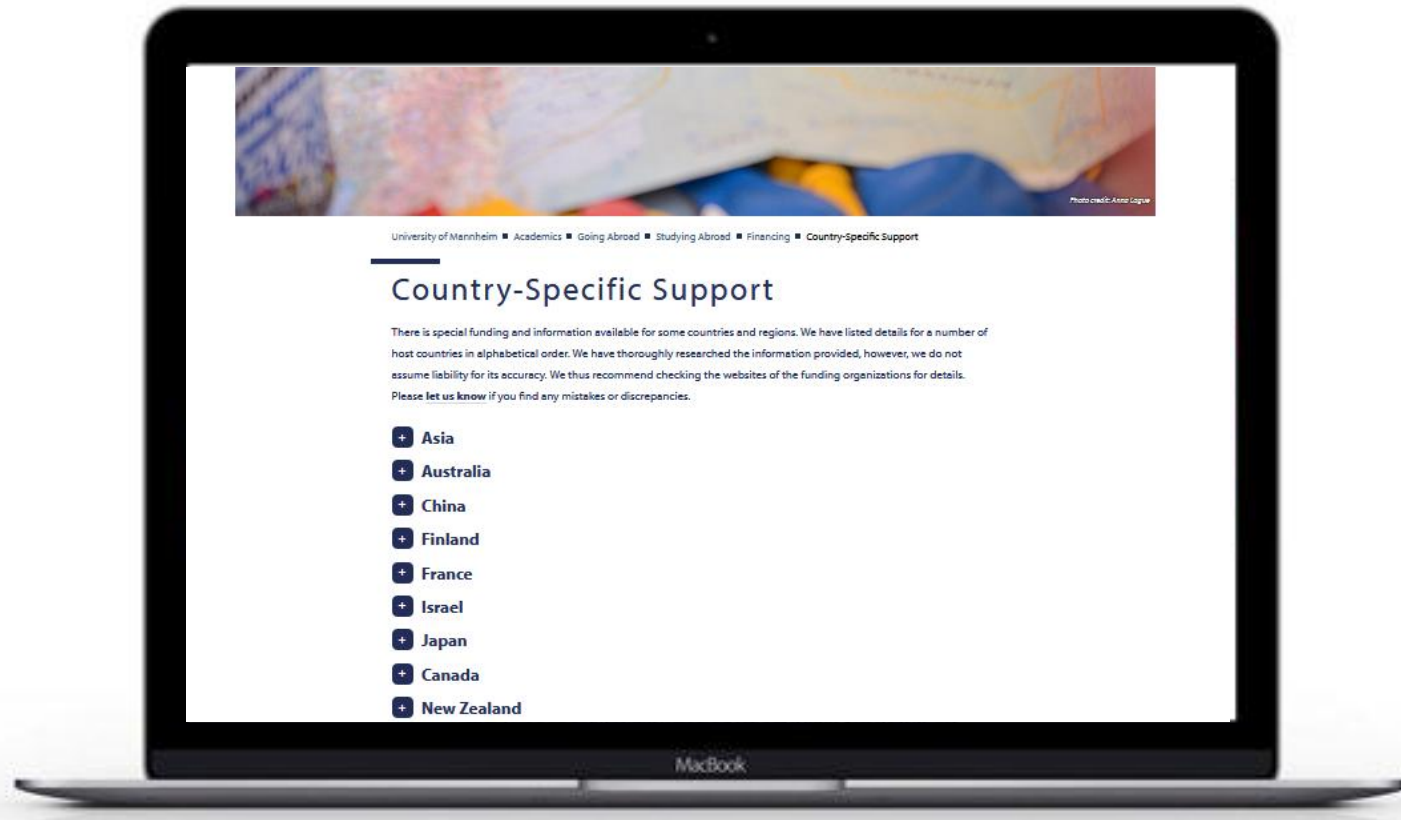 Photo credit: Anna Logue
University of Mannheim ▪ Academics ▪ Going Abroad ▪ Studying Abroad ▪ Financing ▪ Country-Specific Support
Country-Specific Support
There is special funding and information available for some countries and regions. We have listed details for a number of
host countries in alphabetical order. We have thoroughly researched the information provided, however, we do not
assume liability for its accuracy. We thus recommend checking the websites of the funding organizations for details.
Please let us know if you find any mistakes or discrepancies.
+ Asia
+ Australia
+ China
+ Finland
+ France
+ Israel
+ Japan
+ Canada
+ New Zealand
MacBook